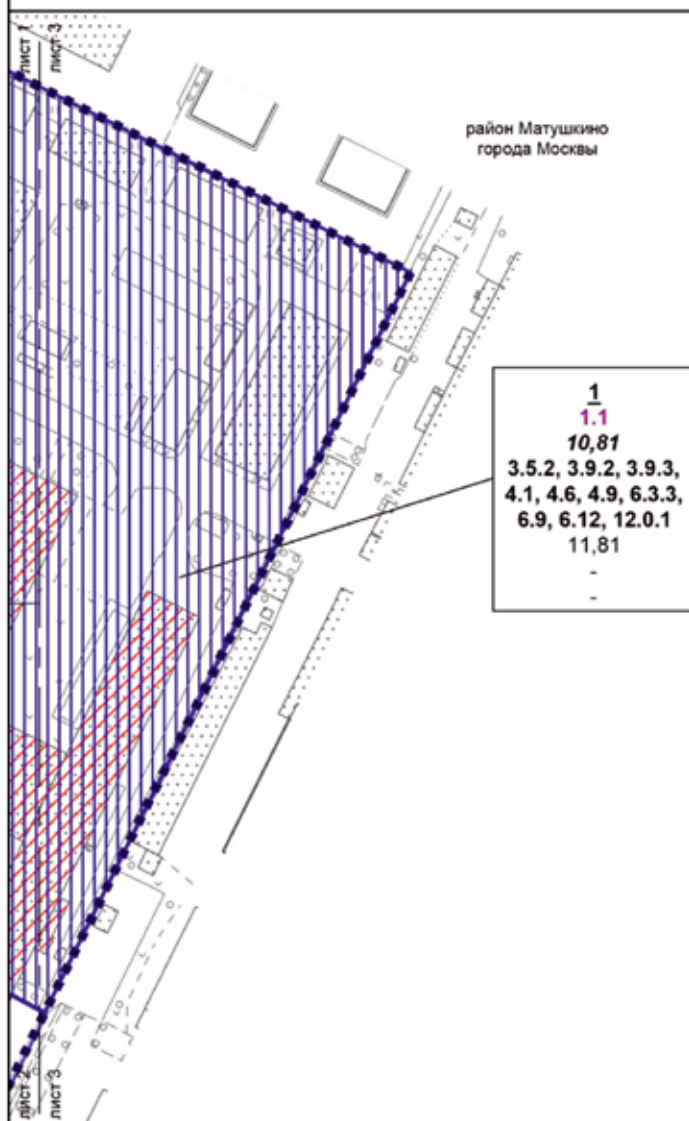 лист 1
лист 3
район Матушкино
города Москвы
1
1.1
10,81
3.5.2, 3.9.2, 3.9.3,
4.1, 4.6, 4.9, 6.3.3,
6.9, 6.12, 12.0.1
11,81
-
-
лист 2
лист 3